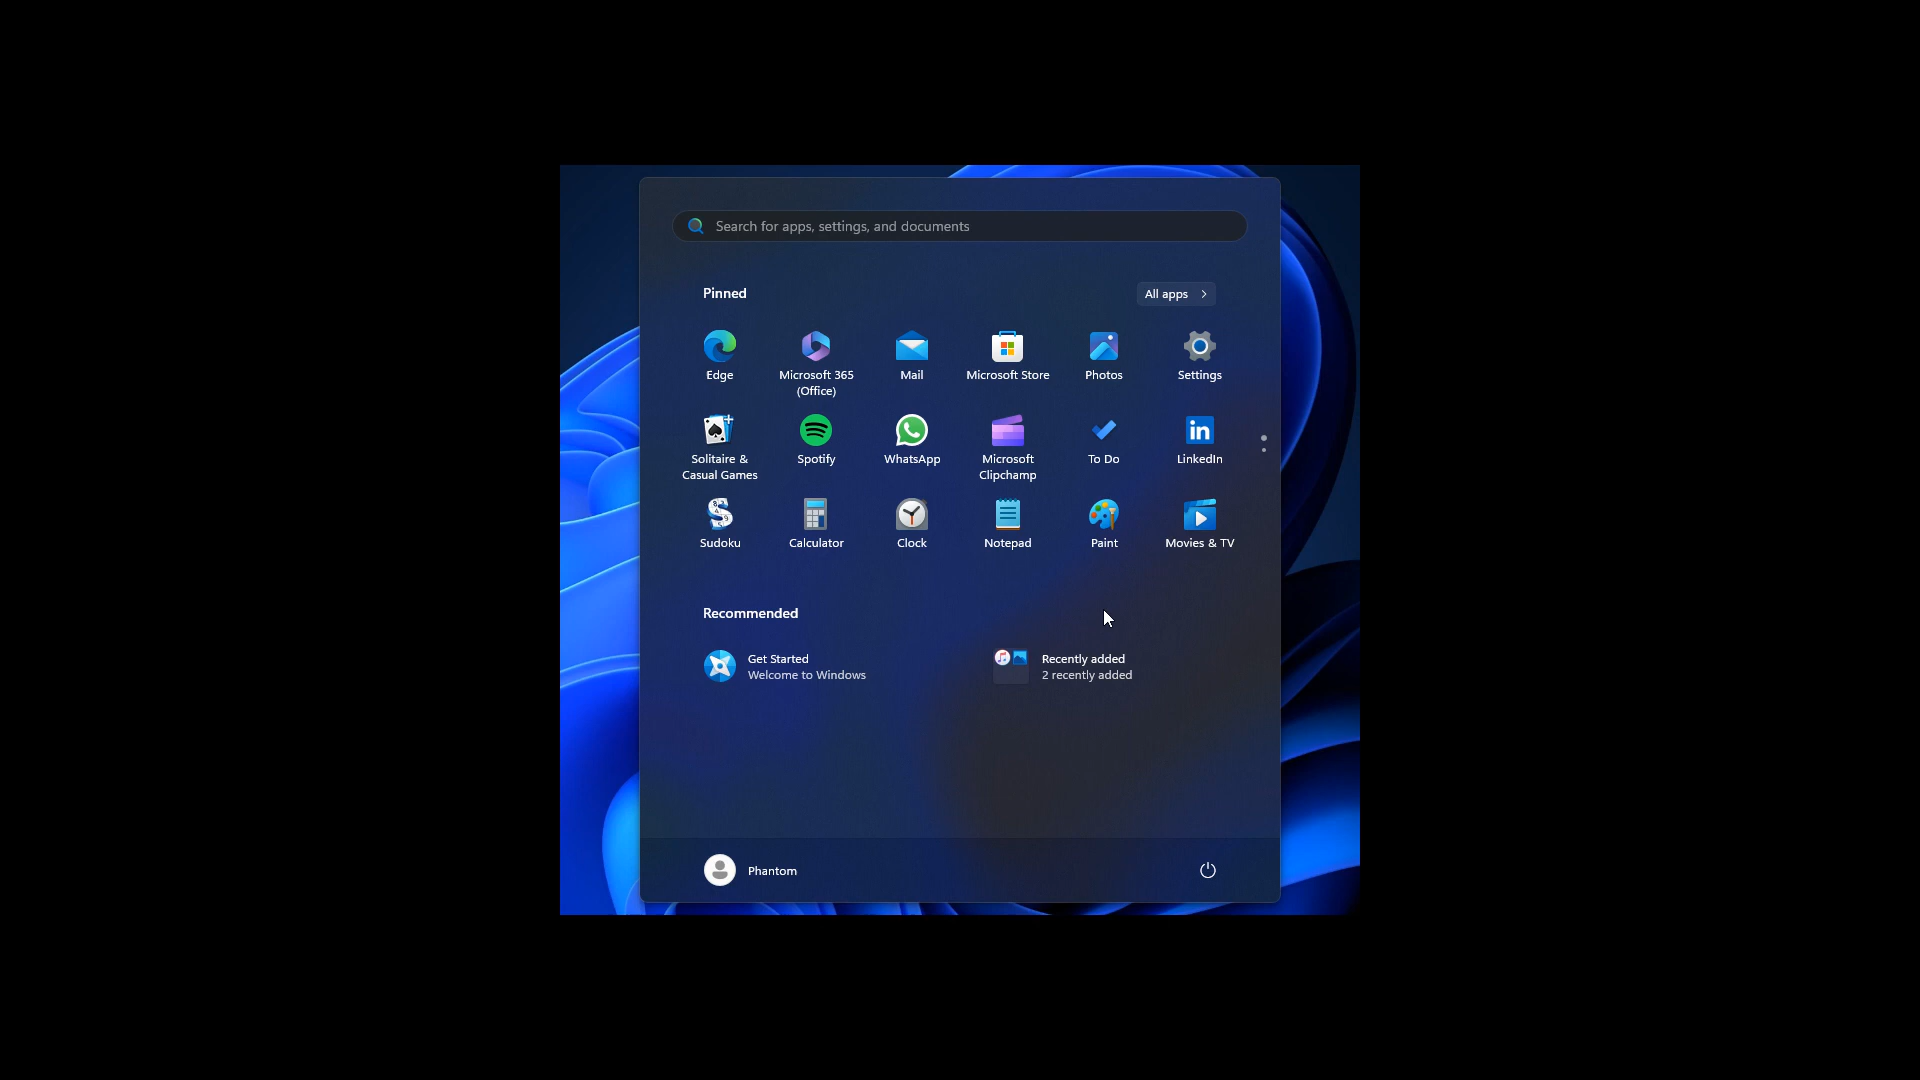 Search for apps, settings, and documents
Pinned
All apps
Edge
Microsoft 365
(Office)
Mail
Microsoft Store
Photos
Settings
Solitaire &
Casual Games
Spotify
WhatsApp
Microsoft
Clipchamp
To Do
LinkedIn
Sudoku
Calculator
Clock
Notepad
Paint
Movies & TV
Recommended
Get Started
Welcome to Windows
Recently added
2 recently added
Phantom